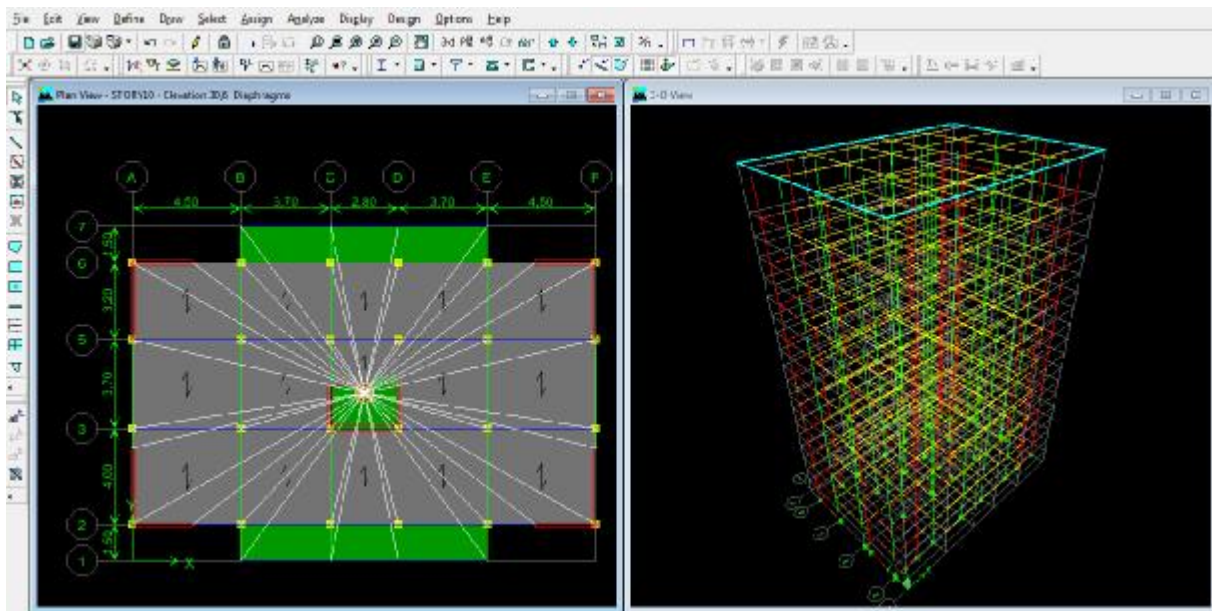 File Edit View Define Draw Select Assign Analyze Display Design Options Help
Plan View - STORY10 - Elevation 30,6 Diaphragms
3-D View
A B C D E F
4,50 3,70 2,80 3,70 4,50
7
1,50
6
3,20
5
3,70
3
4,00
2
1,50
1
X